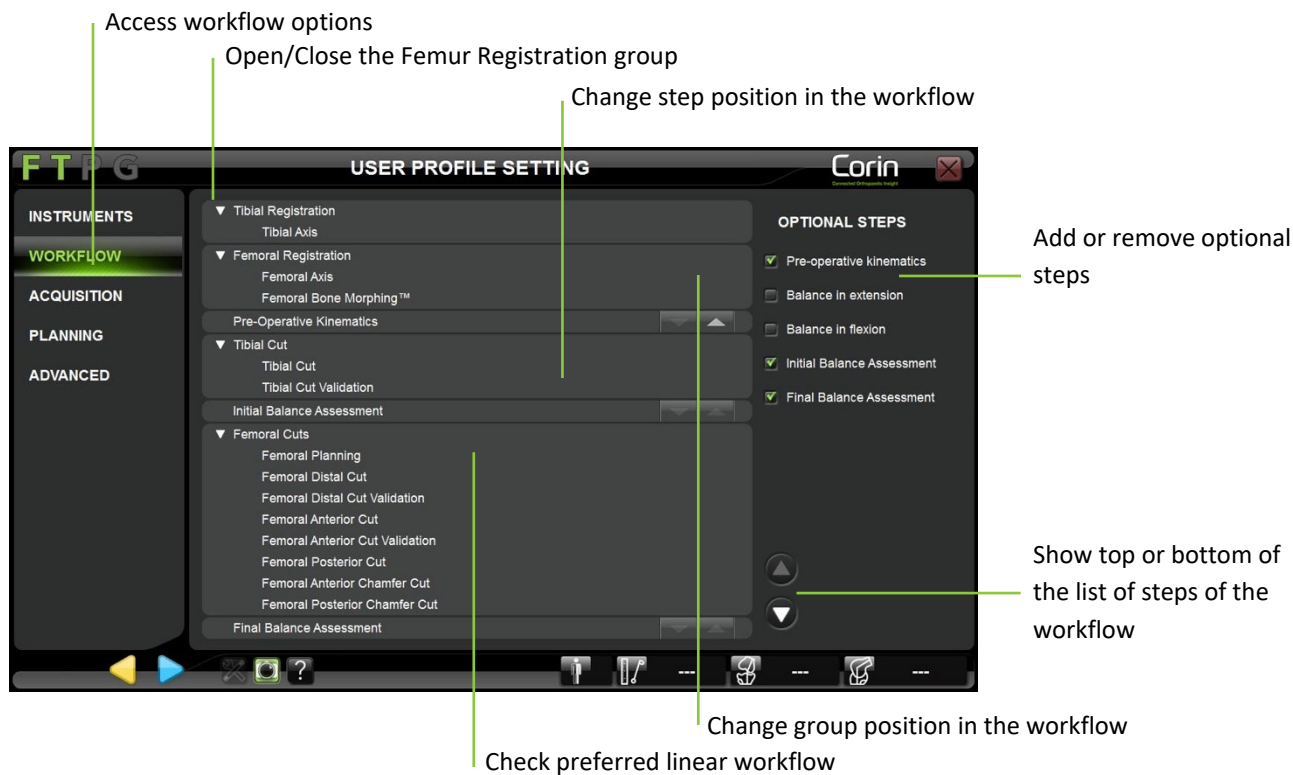 Access workflow options
Open/Close the Femur Registration group
Change step position in the workflow
FTPG
USER PROFILE SETTING
Corin
Connected Orthopaedic Insight
INSTRUMENTS
WORKFLOW
ACQUISITION
PLANNING
ADVANCED
▼ Tibial Registration
Tibial Axis
▼ Femoral Registration
Femoral Axis
Femoral Bone Morphing™
Pre-Operative Kinematics
▼ Tibial Cut
Tibial Cut
Tibial Cut Validation
Initial Balance Assessment
▼ Femoral Cuts
Femoral Planning
Femoral Distal Cut
Femoral Distal Cut Validation
Femoral Anterior Cut
Femoral Anterior Cut Validation
Femoral Posterior Cut
Femoral Anterior Chamfer Cut
Femoral Posterior Chamfer Cut
Final Balance Assessment
OPTIONAL STEPS
Pre-operative kinematics
Balance in extension
Balance in flexion
Initial Balance Assessment
Final Balance Assessment
Add or remove optional
steps
Show top or bottom of
the list of steps of the
workflow
?
---
---
---
Change group position in the workflow
Check preferred linear workflow